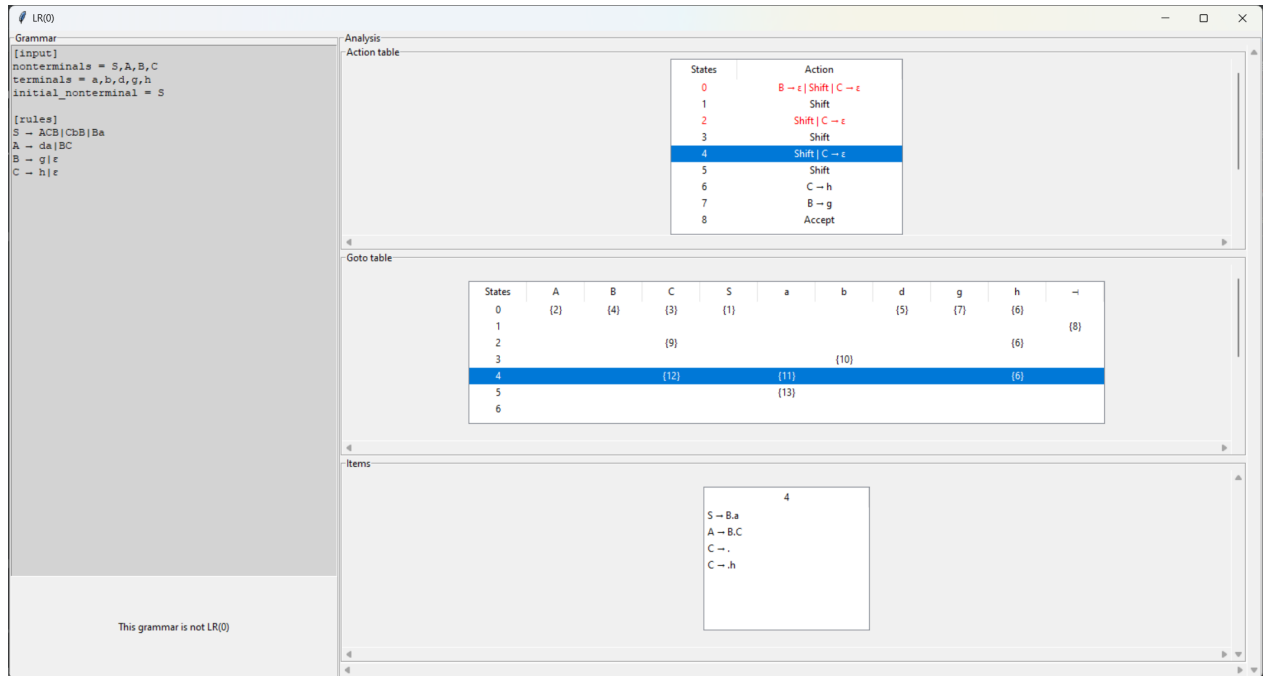 LR(0)
Grammar
[input]
nonterminals = S,A,B,C
terminals = a,b,d,g,h
initial_nonterminal = S
[rules]
S → ACB|CbB|Ba
A → da|BC
B → g|ε
C → h|ε
This grammar is not LR(0)
Analysis
Action table
States Action
0 B → ε | Shift | C → ε
1 Shift
2 Shift | C → ε
3 Shift
4 Shift | C → ε
5 Shift
6 C → h
7 B → g
8 Accept
Goto table
States A B C S a b d g h ⊣
0 {2} {4} {3} {1} {5} {7} {6}
1 {8}
2 {9} {6}
3 {10}
4 {12} {11} {6}
5 {13}
6
Items
4
S → B.a
A → B.C
C → .
C → .h